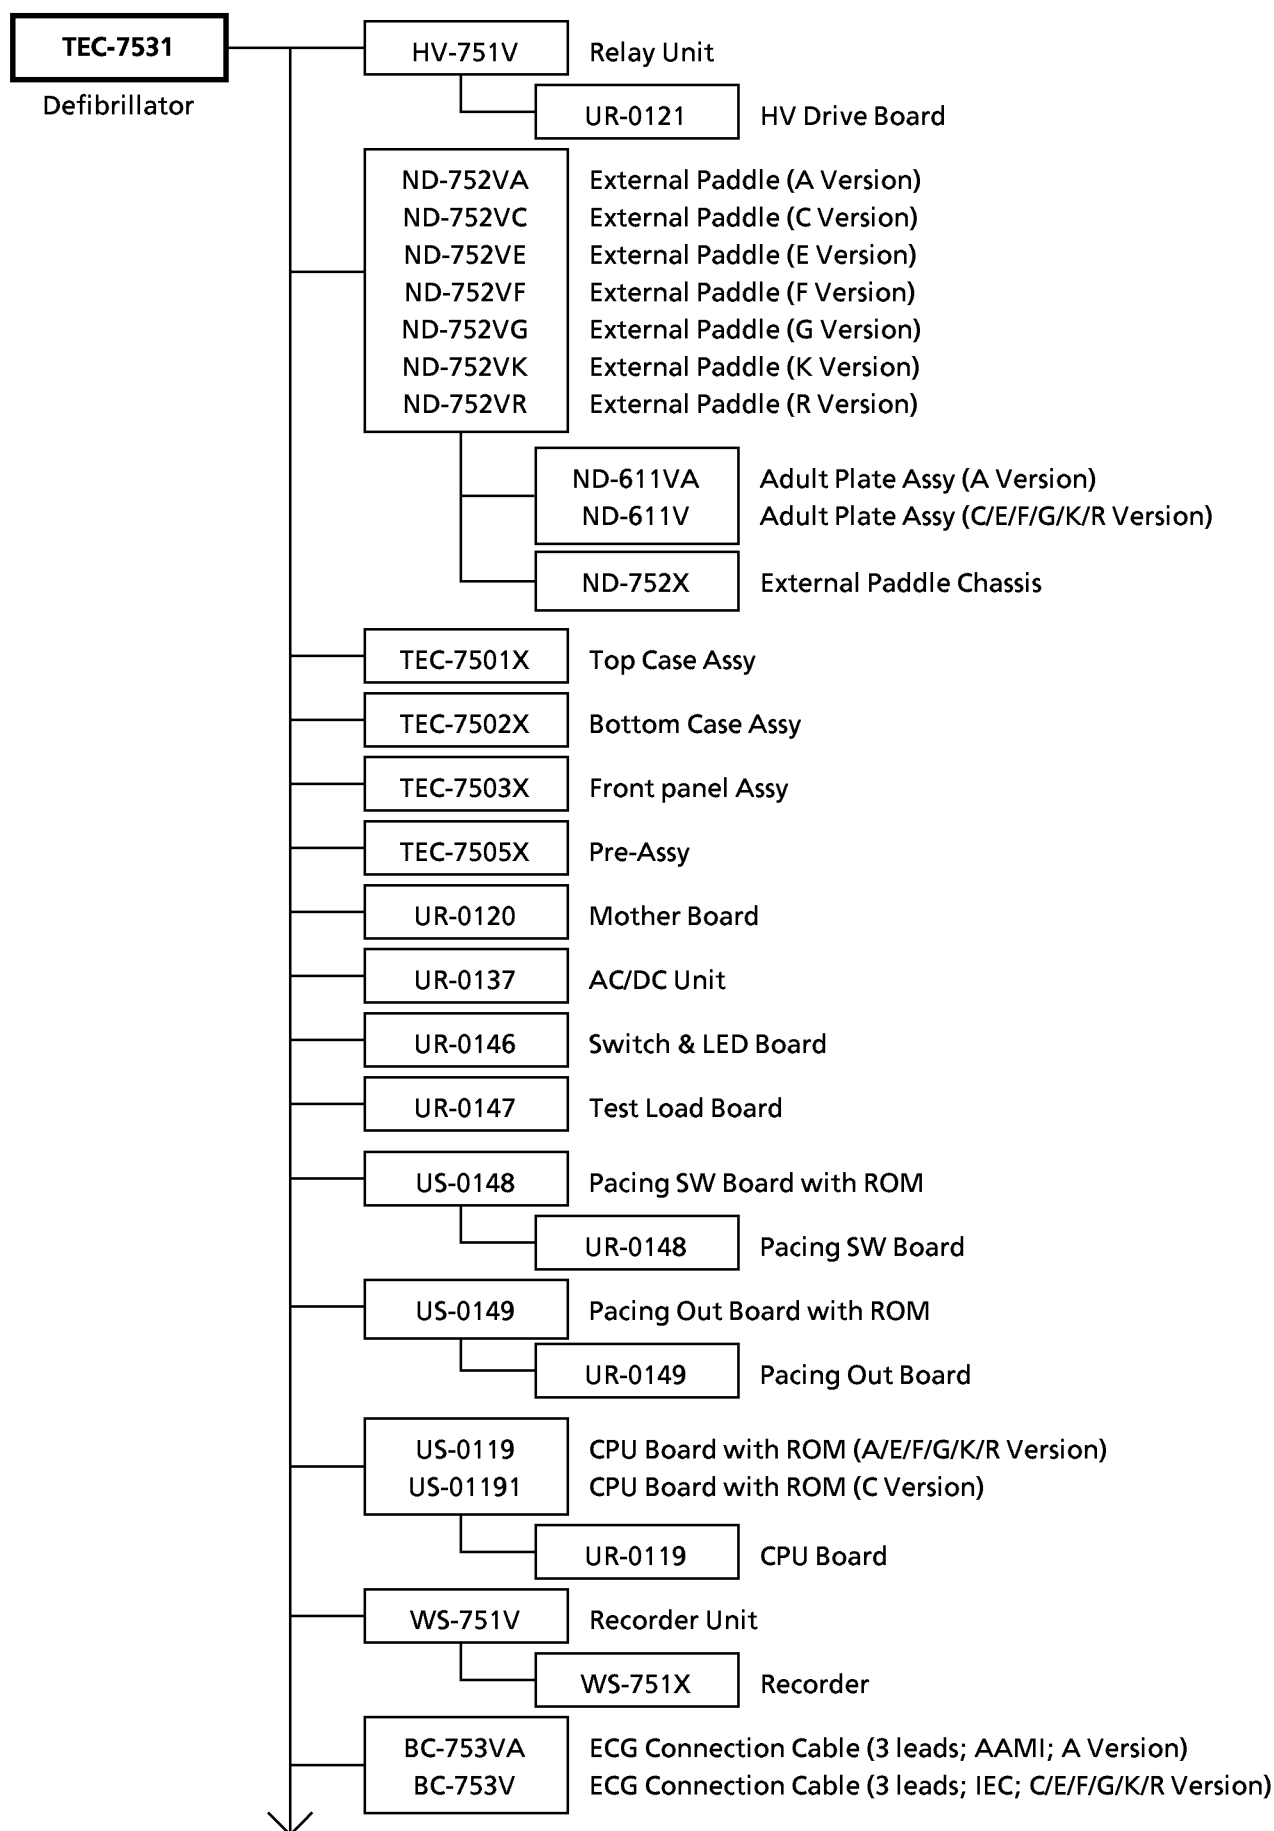 TEC-7531
Defibrillator
HV-751V Relay Unit
UR-0121 HV Drive Board
ND-752VA External Paddle (A Version)
ND-752VC External Paddle (C Version)
ND-752VE External Paddle (E Version)
ND-752VF External Paddle (F Version)
ND-752VG External Paddle (G Version)
ND-752VK External Paddle (K Version)
ND-752VR External Paddle (R Version)
ND-611VA Adult Plate Assy (A Version)
ND-611V Adult Plate Assy (C/E/F/G/K/R Version)
ND-752X External Paddle Chassis
TEC-7501X Top Case Assy
TEC-7502X Bottom Case Assy
TEC-7503X Front panel Assy
TEC-7505X Pre-Assy
UR-0120 Mother Board
UR-0137 AC/DC Unit
UR-0146 Switch & LED Board
UR-0147 Test Load Board
US-0148 Pacing SW Board with ROM
UR-0148 Pacing SW Board
US-0149 Pacing Out Board with ROM
UR-0149 Pacing Out Board
US-0119 CPU Board with ROM (A/E/F/G/K/R Version)
US-01191 CPU Board with ROM (C Version)
UR-0119 CPU Board
WS-751V Recorder Unit
WS-751X Recorder
BC-753VA ECG Connection Cable (3 leads; AAMI; A Version)
BC-753V ECG Connection Cable (3 leads; IEC; C/E/F/G/K/R Version)